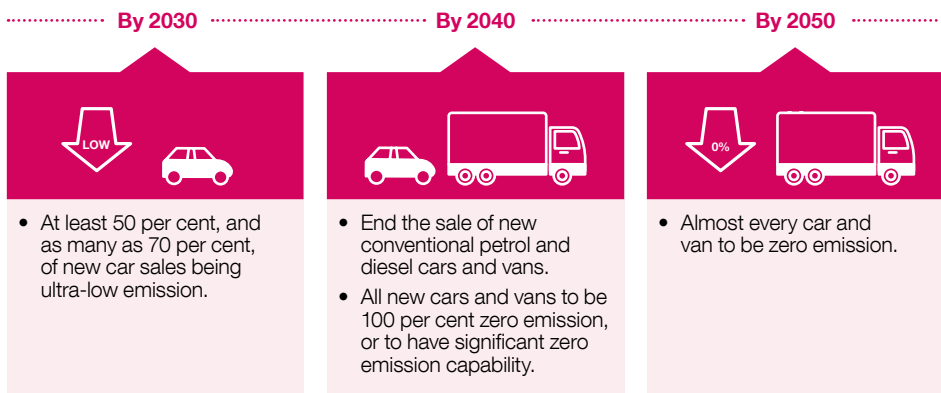 By 2030
LOW
• At least 50 per cent, and
as many as 70 per cent,
of new car sales being
ultra-low emission.
By 2040
• End the sale of new
conventional petrol and
diesel cars and vans.
• All new cars and vans to be
100 per cent zero emission,
or to have significant zero
emission capability.
By 2050
0%
• Almost every car and
van to be zero emission.